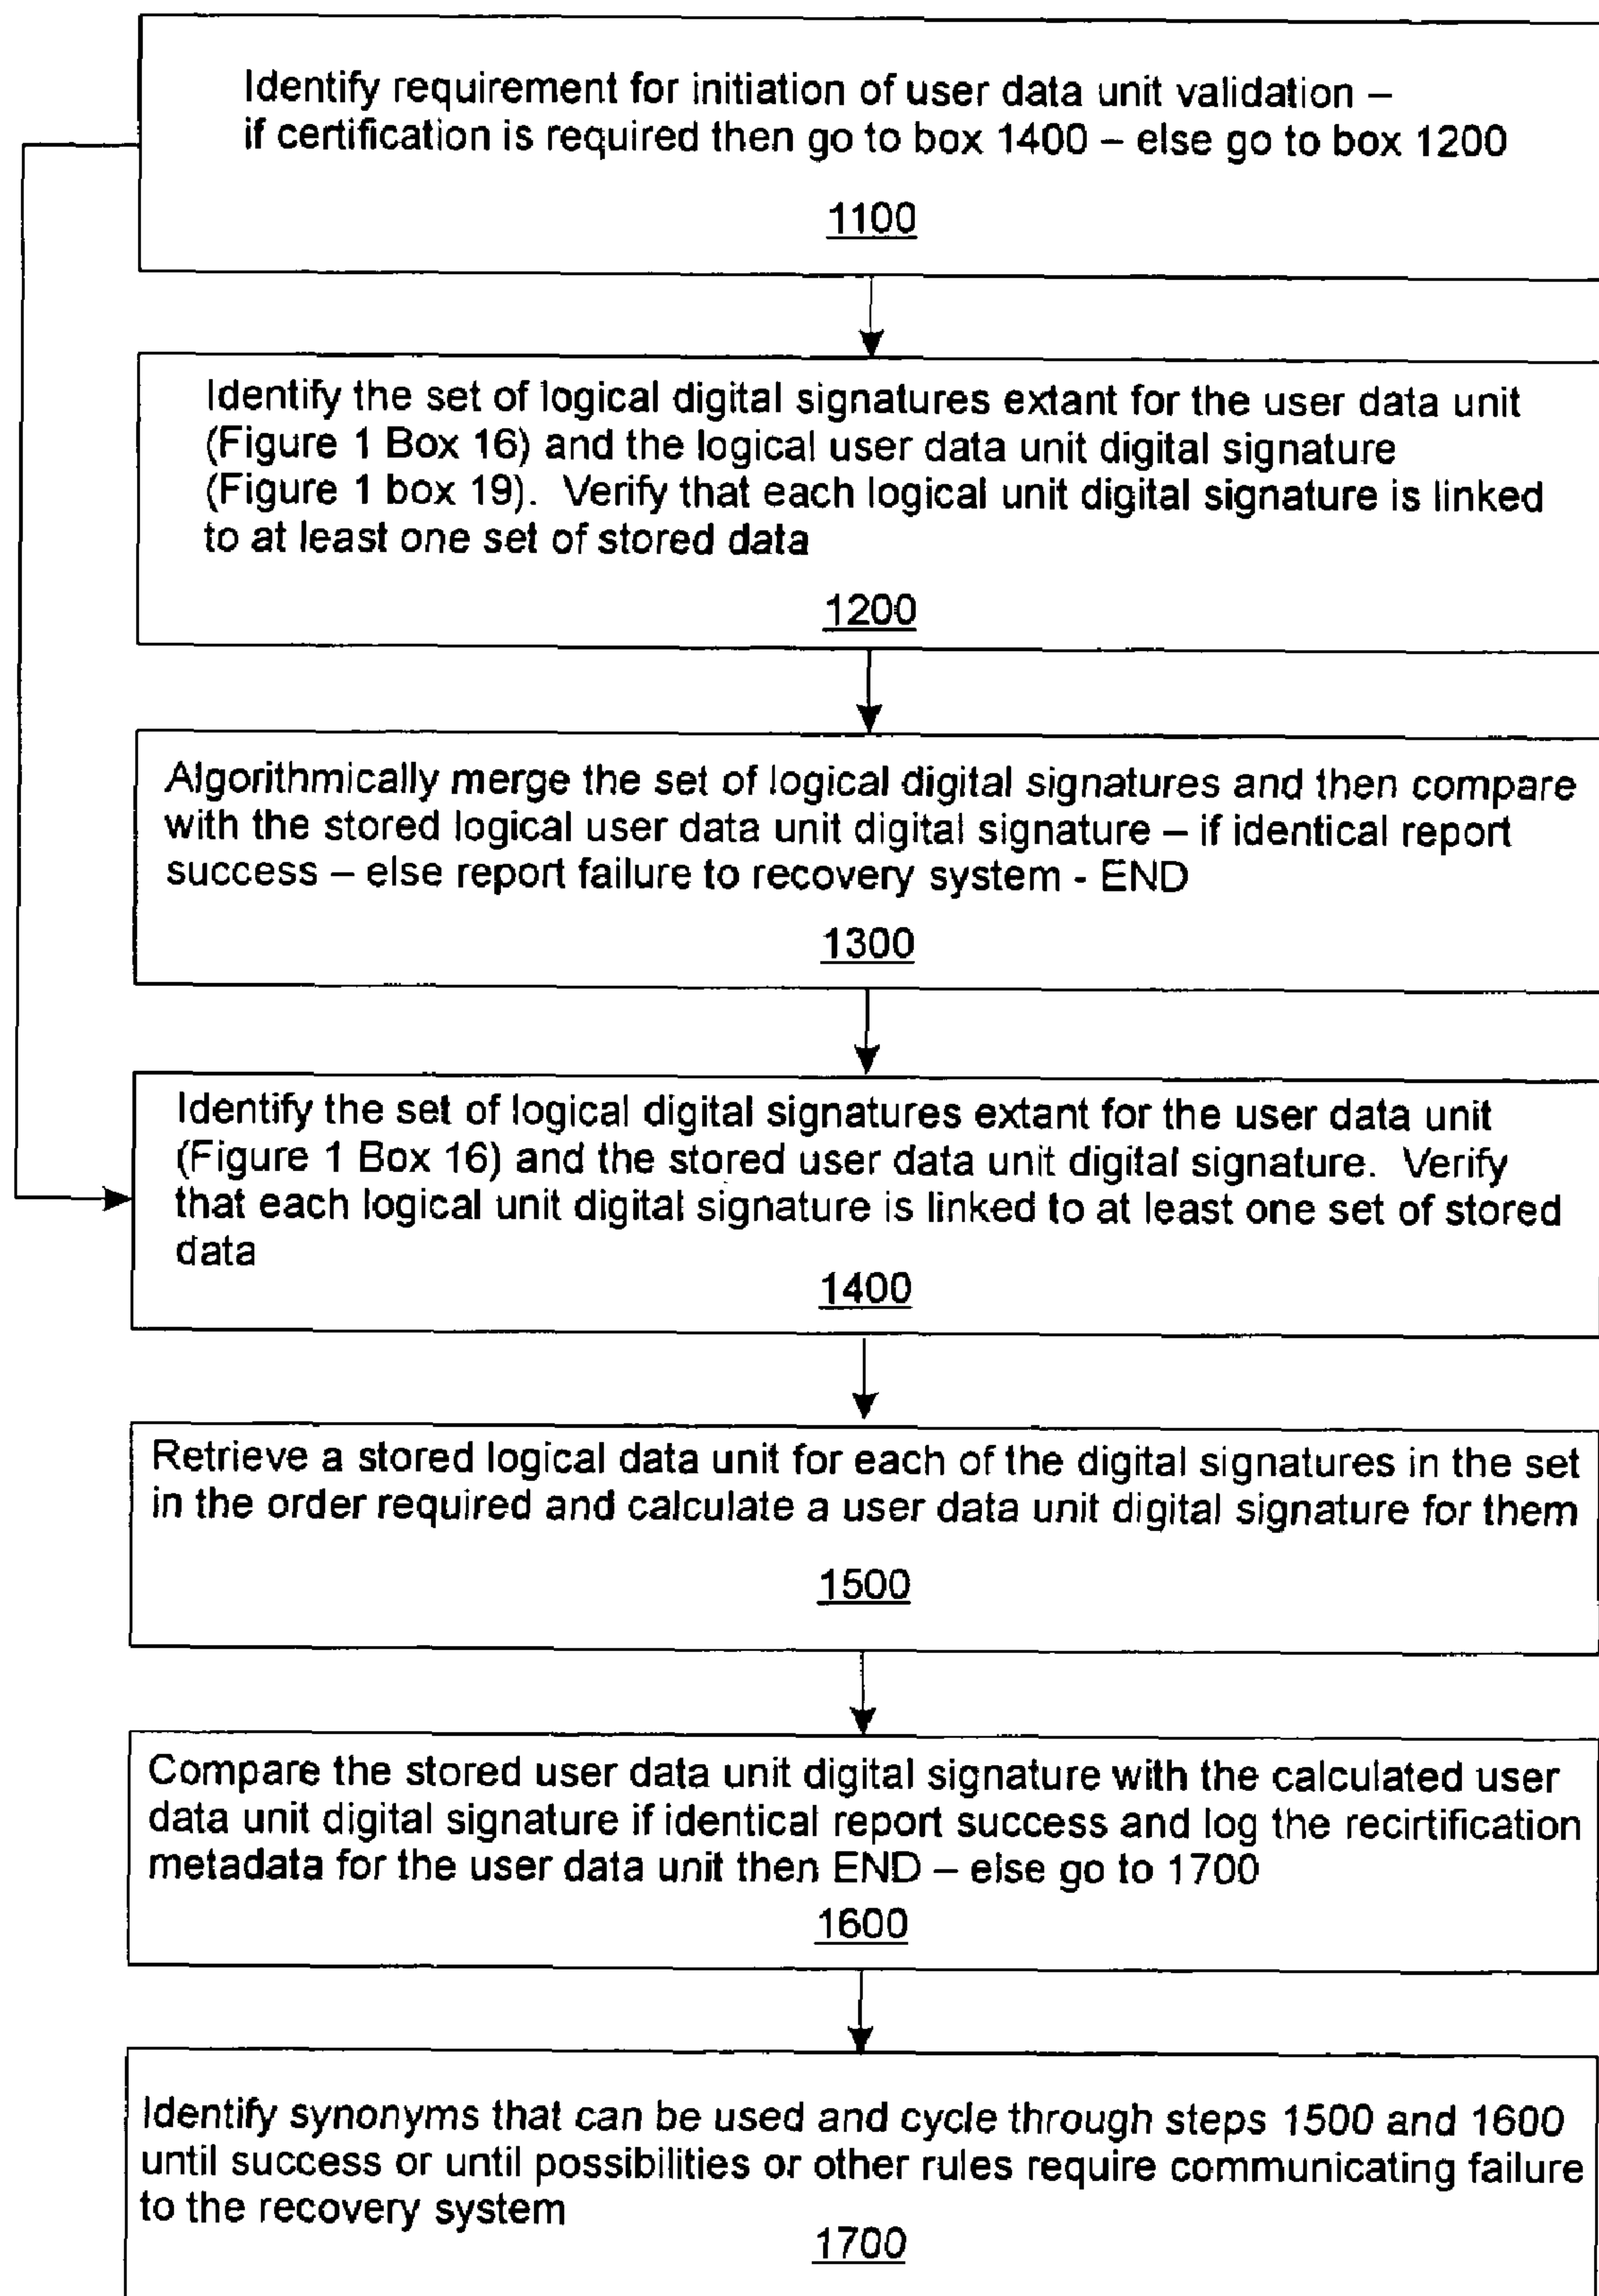 Identify requirement for initiation of user data unit validation –
if certification is required then go to box 1400 – else go to box 1200
1100
Identify the set of logical digital signatures extant for the user data unit
(Figure 1 Box 16) and the logical user data unit digital signature
(Figure 1 box 19).  Verify that each logical unit digital signature is linked
to at least one set of stored data
1200
Algorithmically merge the set of logical digital signatures and then compare
with the stored logical user data unit digital signature – if identical report
success – else report failure to recovery system - END
1300
Identify the set of logical digital signatures extant for the user data unit
(Figure 1 Box 16) and the stored user data unit digital signature.  Verify
that each logical unit digital signature is linked to at least one set of stored
data
1400
Retrieve a stored logical data unit for each of the digital signatures in the set
in the order required and calculate a user data unit digital signature for them
1500
Compare the stored user data unit digital signature with the calculated user
data unit digital signature if identical report success and log the recirtification
metadata for the user data unit then END – else go to 1700
1600
Identify synonyms that can be used and cycle through steps 1500 and 1600
until success or until possibilities or other rules require communicating failure
to the recovery system
1700